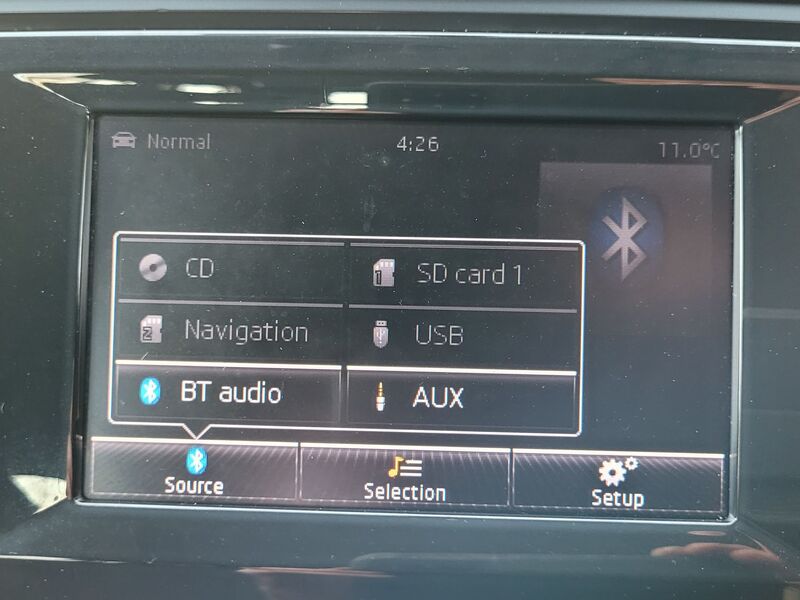 Normal
4:26
11.0°C
CD
SD card 1
Navigation
USB
BT audio
AUX
Source
Selection
Setup